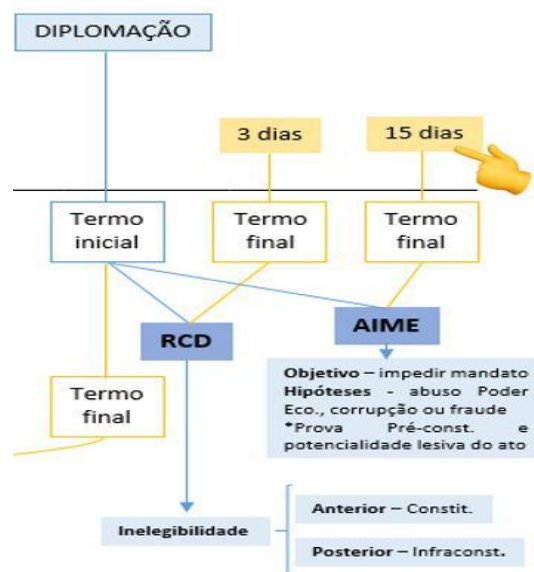 DIPLOMAÇÃO
3 dias
15 dias
Termo
inicial
Termo
final
Termo
final
RCD
AIME
Objetivo – impedir mandato
Hipóteses - abuso Poder
Eco., corrupção ou fraude
*Prova Pré-const. e
potencialidade lesiva do ato
Termo
final
Inelegibilidade
Anterior – Constit.
Posterior – Infraconst.